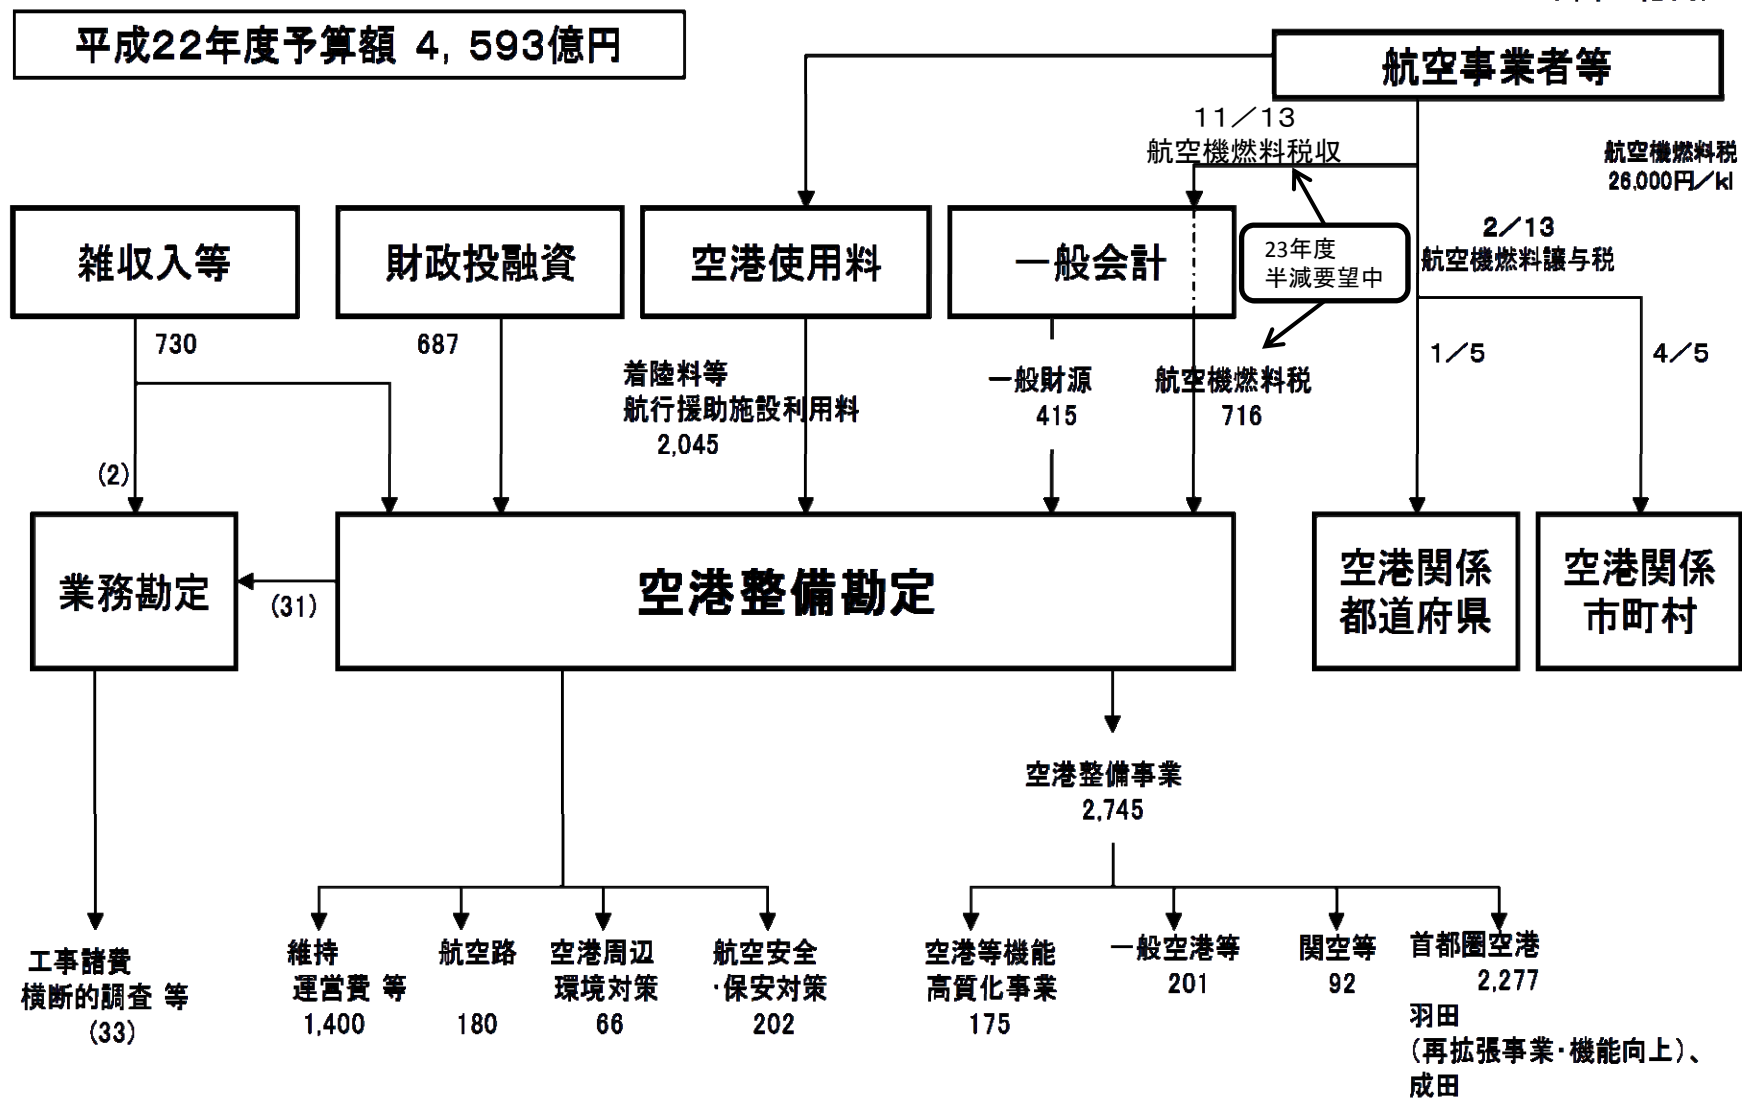 平成22年度予算額 4,593億円
航空事業者等
11／13
航空機燃料税収
航空機燃料税
26,000円／kl
雑収入等
財政投融資
空港使用料
一般会計
23年度
半減要望中
2／13
航空機燃料譲与税
730
687
着陸料等
航行援助施設利用料
2,045
一般財源
415
航空機燃料税
716
1／5
4／5
(2)
業務勘定
(31)
空港整備勘定
空港関係
都道府県
空港関係
市町村
空港整備事業
2,745
工事諸費
横断的調査 等
(33)
維持
運営費 等
1,400
航空路
180
空港周辺
環境対策
66
航空安全
・保安対策
202
空港等機能
高質化事業
175
一般空港等
201
関空等
92
首都圏空港
2,277
羽田
(再拡張事業・機能向上)、
成田